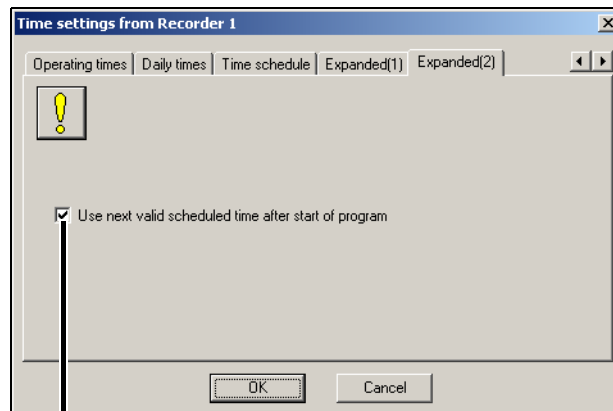 Time settings from Recorder 1
Operating times Daily times Time schedule Expanded(1) Expanded(2)
Use next valid scheduled time after start of program
OK Cancel